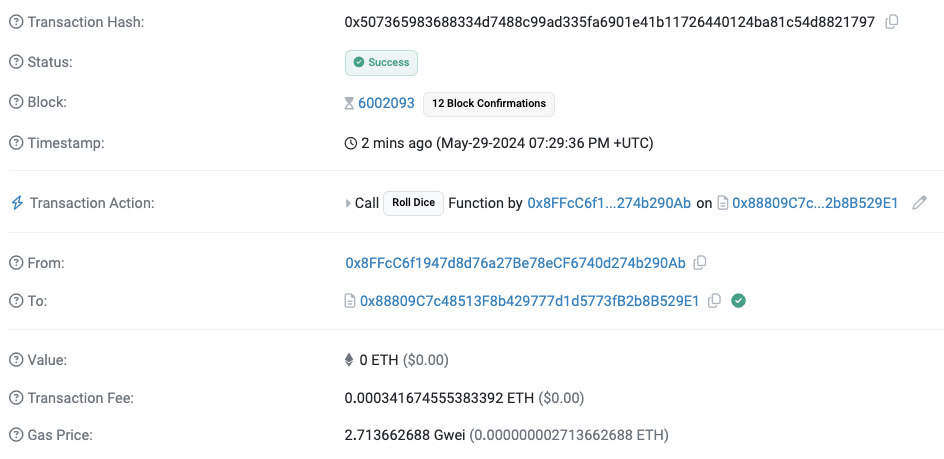 Transaction Hash: 0x507365983688334d7488c99ad335fa6901e41b11726440124ba81c54d8821797
Status: Success
Block: 6002093 12 Block Confirmations
Timestamp: 2 mins ago (May-29-2024 07:29:36 PM +UTC)
Transaction Action: Call Roll Dice Function by 0x8FFcC6f1...274b290Ab on 0x88809C7c...2b8B529E1
From: 0x8FFcC6f1947d8d76a27Be78eCF6740d274b290Ab
To: 0x88809C7c48513F8b429777d1d5773fB2b8B529E1
Value: 0 ETH ($0.00)
Transaction Fee: 0.000341674555383392 ETH ($0.00)
Gas Price: 2.713662688 Gwei (0.000000002713662688 ETH)